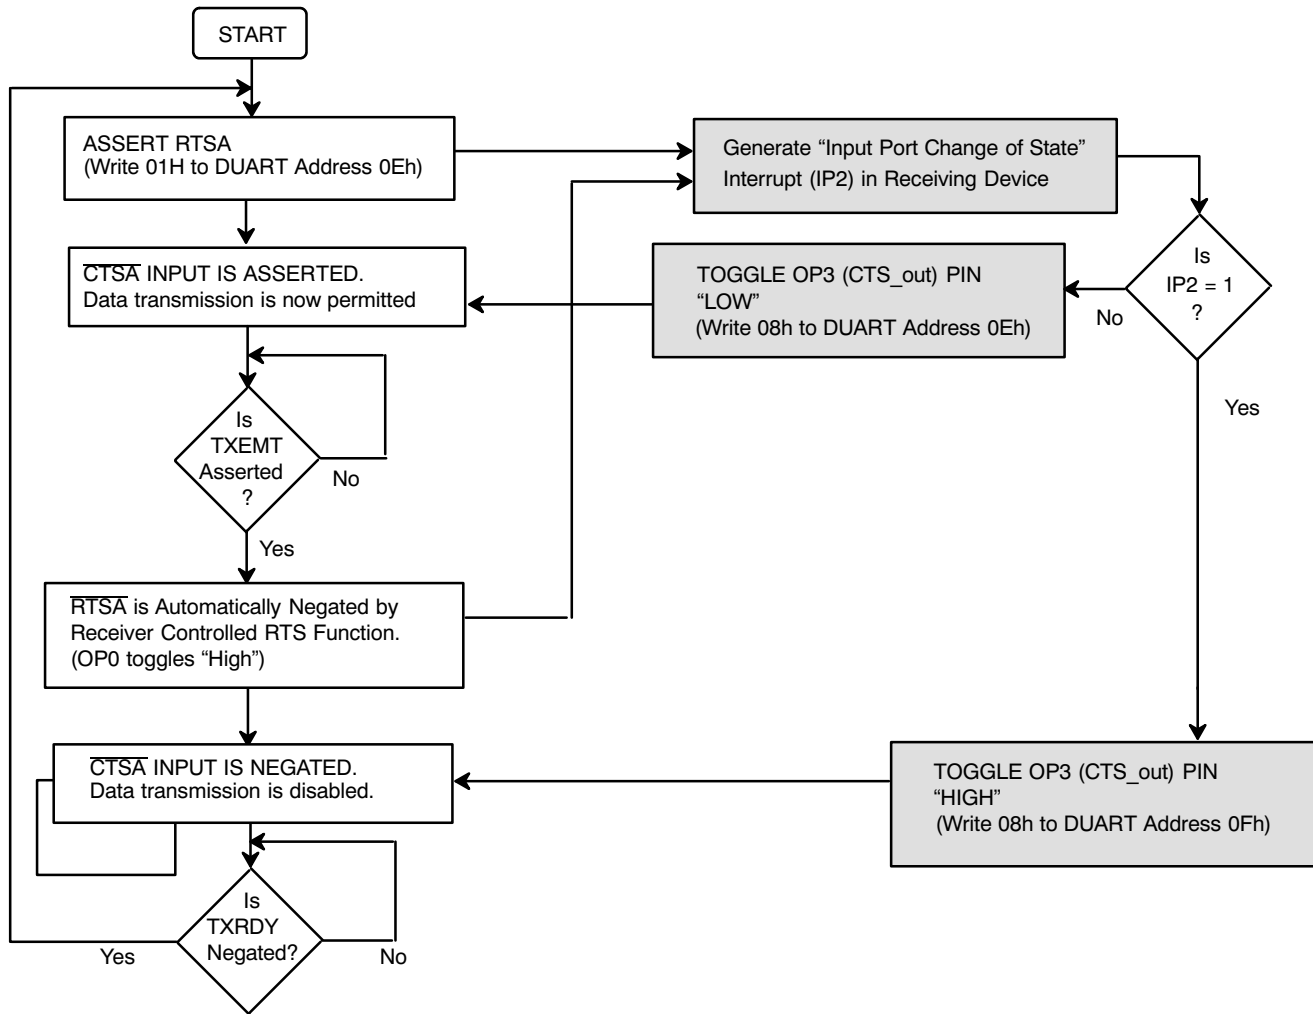 START
ASSERT RTSA
(Write 01H to DUART Address 0Eh)
Generate “Input Port Change of State”
Interrupt (IP2) in Receiving Device
CTSA INPUT IS ASSERTED.
Data transmission is now permitted
TOGGLE OP3 (CTS_out) PIN
“LOW”
(Write 08h to DUART Address 0Eh)
Is
IP2 = 1
?
No
Yes
Is
TXEMT
Asserted
?
No
Yes
RTSA is Automatically Negated by
Receiver Controlled RTS Function.
(OP0 toggles “High”)
CTSA INPUT IS NEGATED.
Data transmission is disabled.
TOGGLE OP3 (CTS_out) PIN
“HIGH”
(Write 08h to DUART Address 0Fh)
Is
TXRDY
Negated?
Yes
No